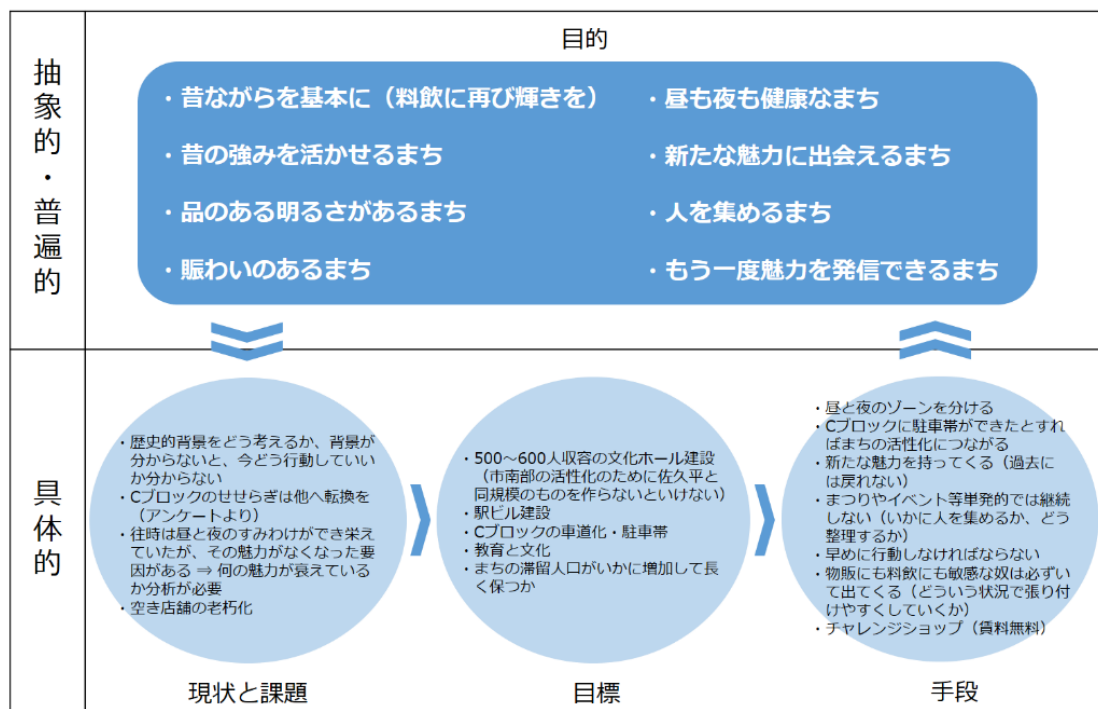 抽象的・普遍的
目的
・昔ながらを基本に（料飲に再び輝きを）
・昔の強みを活かせるまち
・品のある明るさがあるまち
・賑わいのあるまち
・昼も夜も健康なまち
・新たな魅力に出会えるまち
・人を集めるまち
・もう一度魅力を発信できるまち
具体的
・歴史的背景をどう考えるか、背景が
分からないと、今どう行動していい
か分からない
・Cブロックのせせらぎは他へ転換を
（アンケートより）
・往時は昼と夜のすみわけができ栄え
ていたが、その魅力がなくなった要
因がある ⇒ 何の魅力が衰えている
か分析が必要
・空き店舗の老朽化
現状と課題
・500～600人収容の文化ホール建設
（市南部の活性化のために佐久平と
同規模のものを作らないといけない）
・駅ビル建設
・Cブロックの車道化・駐車帯
・教育と文化
・まちの滞留人口がいかに増加して長
く保つか
目標
・昼と夜のゾーンを分ける
・Cブロックに駐車帯ができたとすれ
ばまちの活性化につながる
・新たな魅力を持ってくる（過去に
は戻れない）
・まつりやイベント等単発的では継続
しない（いかに人を集めるか、どう
整理するか）
・早めに行動しなければならない
・物販にも料飲にも敏感な奴は必ずい
て出てくる（どういう状況で張り付
けやすくしていくか）
・チャレンジショップ（賃料無料）
手段